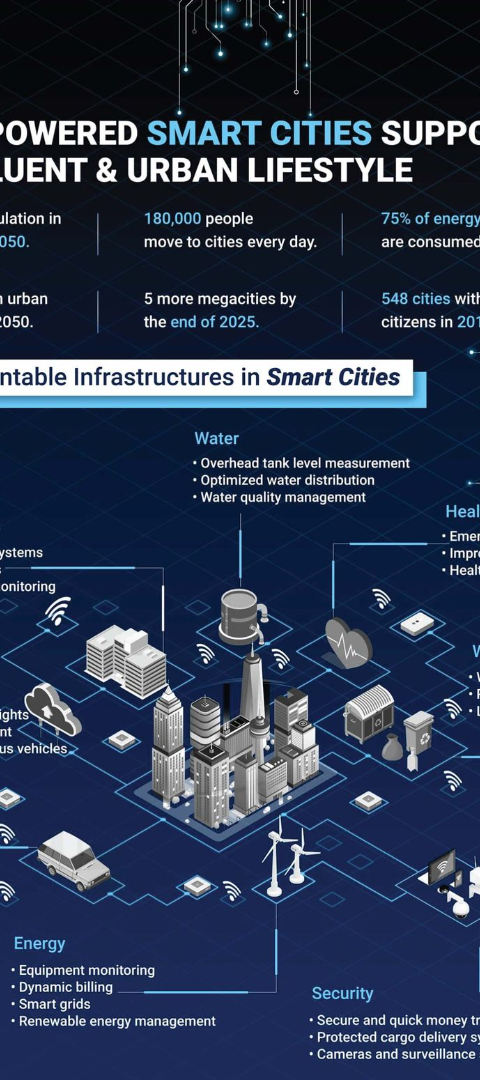 POWERED SMART CITIES SUPPO
LUENT & URBAN LIFESTYLE
ulation in
050.
180,000 people
move to cities every day.
75% of energy
are consumed
n urban
2050.
5 more megacities by
the end of 2025.
548 cities with
citizens in 201
ntable Infrastructures in Smart Cities
Water
• Overhead tank level measurement
• Optimized water distribution
• Water quality management
Heal
• Emer
• Impro
• Healt
ystems
s
onitoring
W
• W
• R
• L
ights
nt
us vehicles
Energy
• Equipment monitoring
• Dynamic billing
• Smart grids
• Renewable energy management
Security
• Secure and quick money tr
• Protected cargo delivery sy
• Cameras and surveillance